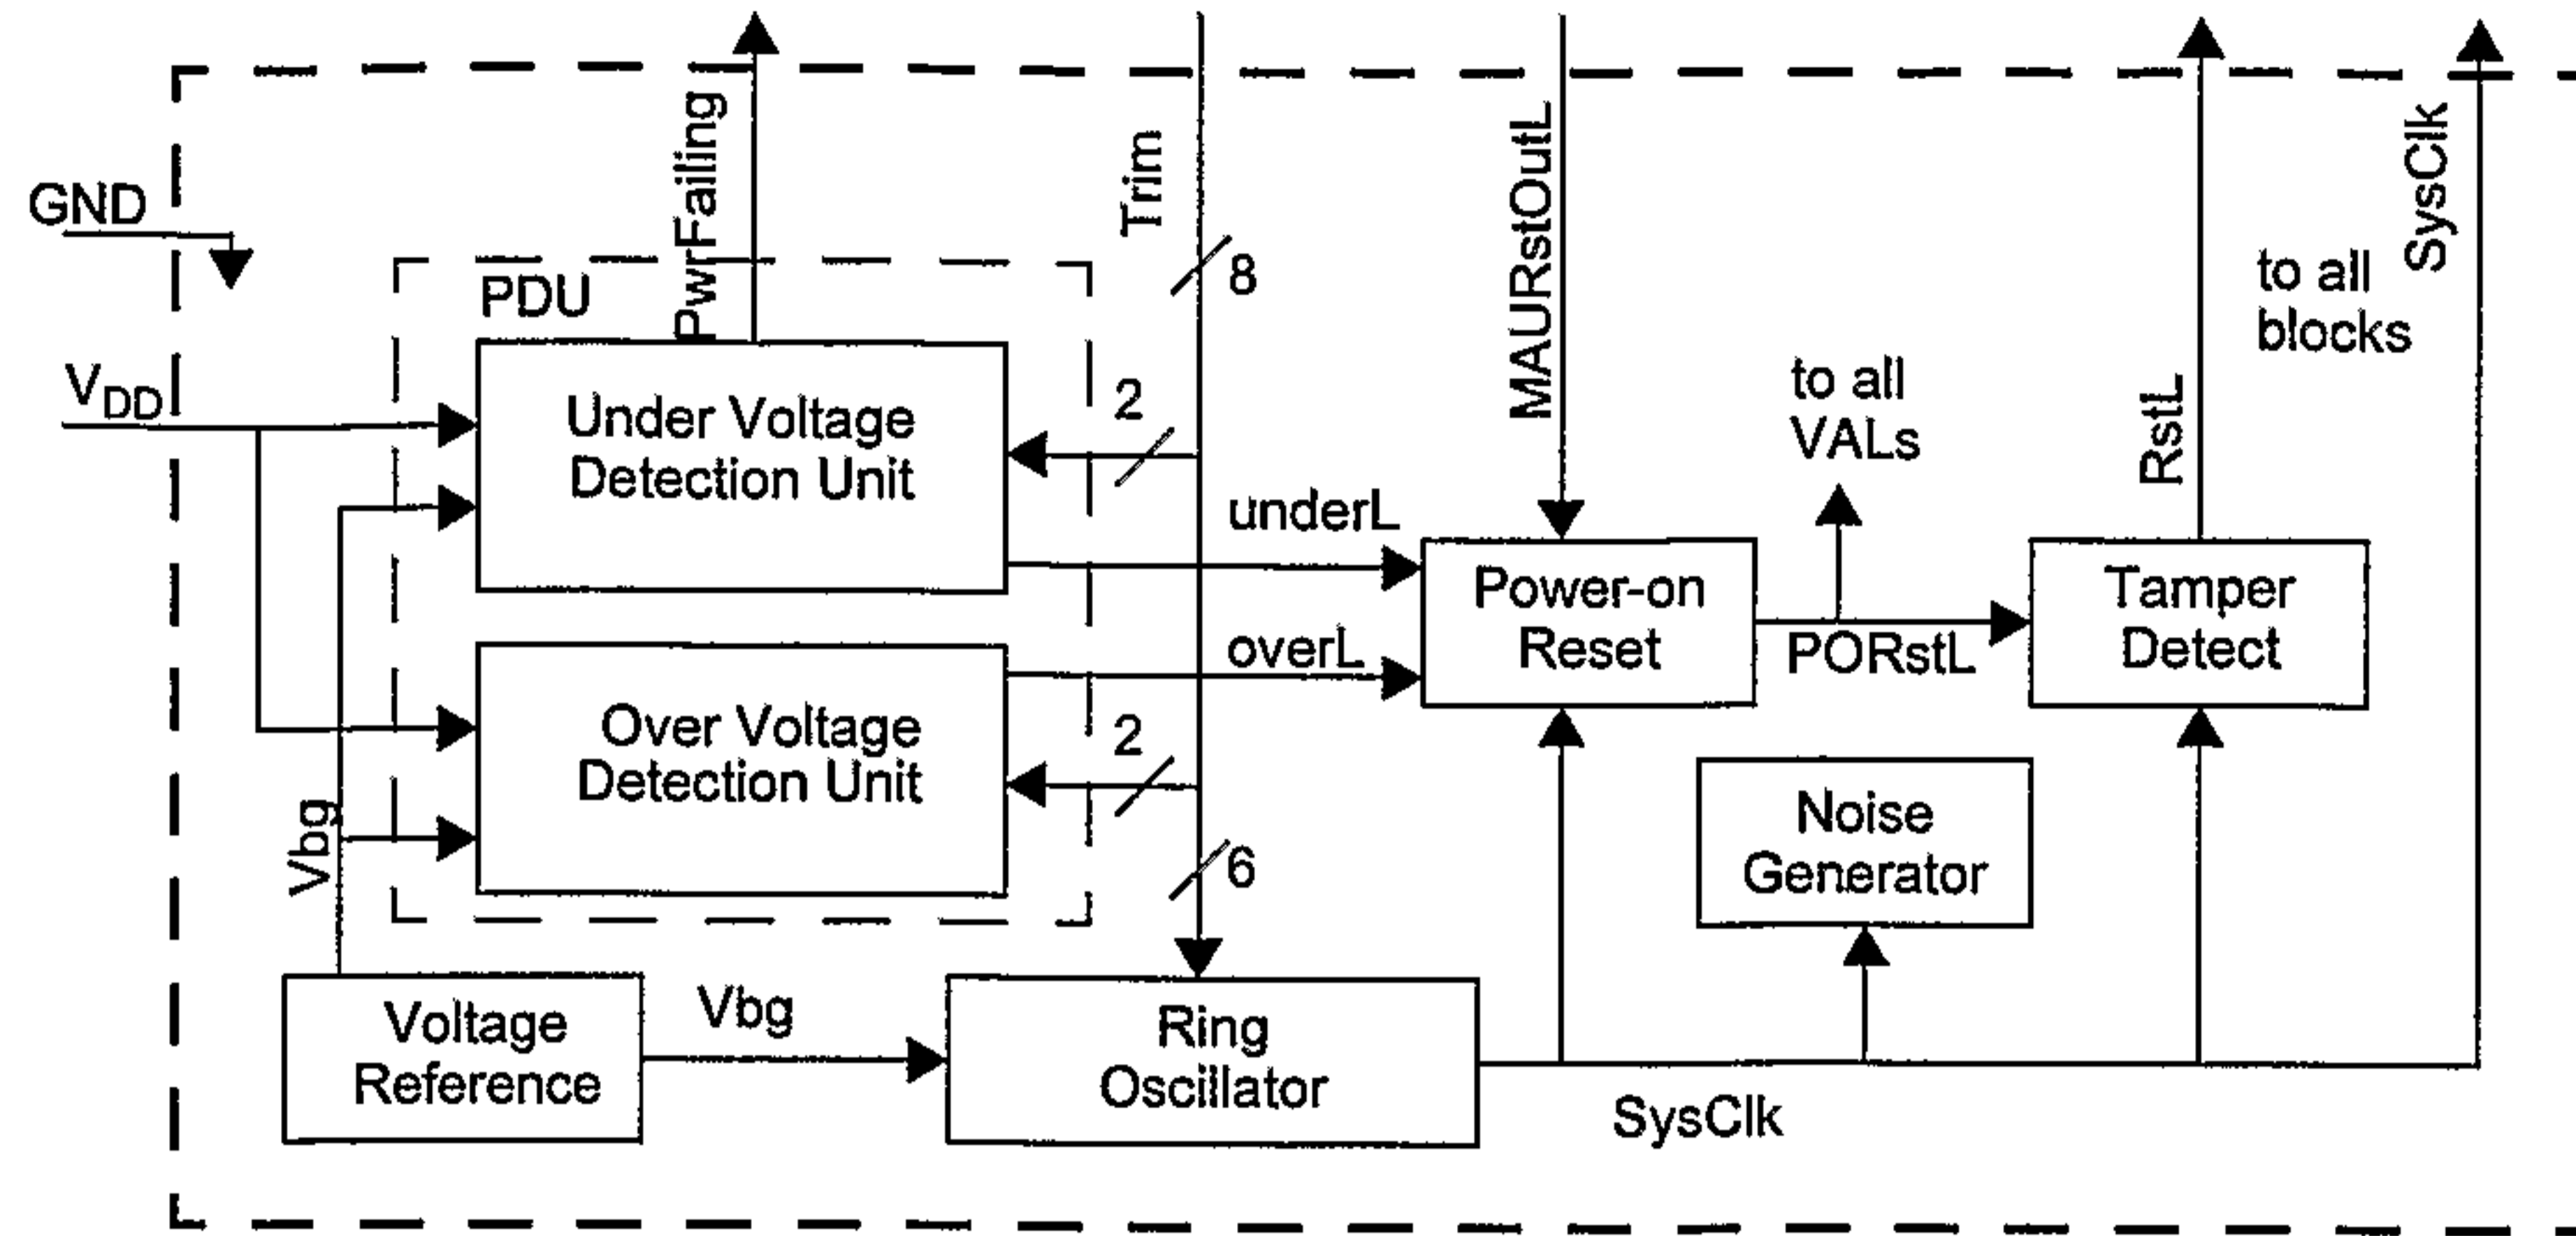 GND
V_DD
PwrFailing
Trim
8
MAURstOutL
SysClk
to all
blocks
RstL
to all
VALs
PDU
Under Voltage
Detection Unit
2
underL
Power-on
Reset
PORstL
Tamper
Detect
overL
Over Voltage
Detection Unit
2
6
Noise
Generator
Vbg
Voltage
Reference
Vbg
Ring
Oscillator
SysClk